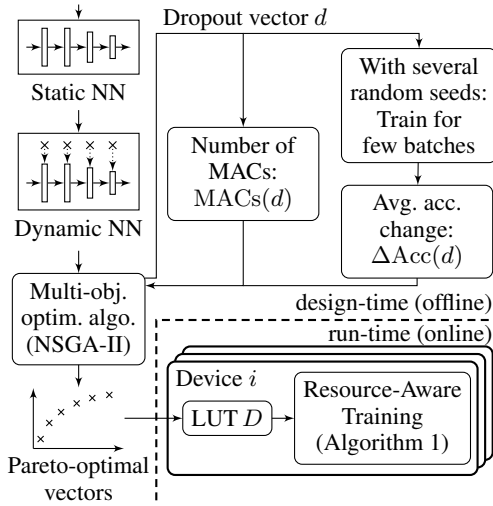 Dropout vector d
Static NN
With several
random seeds:
Train for
few batches
Number of
MACs:
MACs(d)
Dynamic NN
Avg. acc.
change:
ΔAcc(d)
Multi-obj.
optim. algo.
(NSGA-II)
design-time (offline)
run-time (online)
Device i
LUT D
Resource-Aware
Training
(Algorithm 1)
Pareto-optimal
vectors